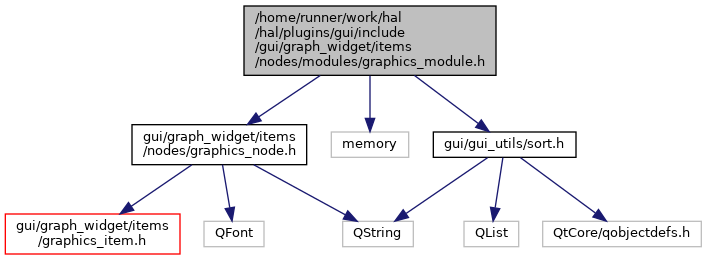 /home/runner/work/hal
/hal/plugins/gui/include
/gui/graph_widget/items
/nodes/modules/graphics_module.h
gui/graph_widget/items
/nodes/graphics_node.h
memory
gui/gui_utils/sort.h
gui/graph_widget/items
/graphics_item.h
QFont
QString
QList
QtCore/qobjectdefs.h